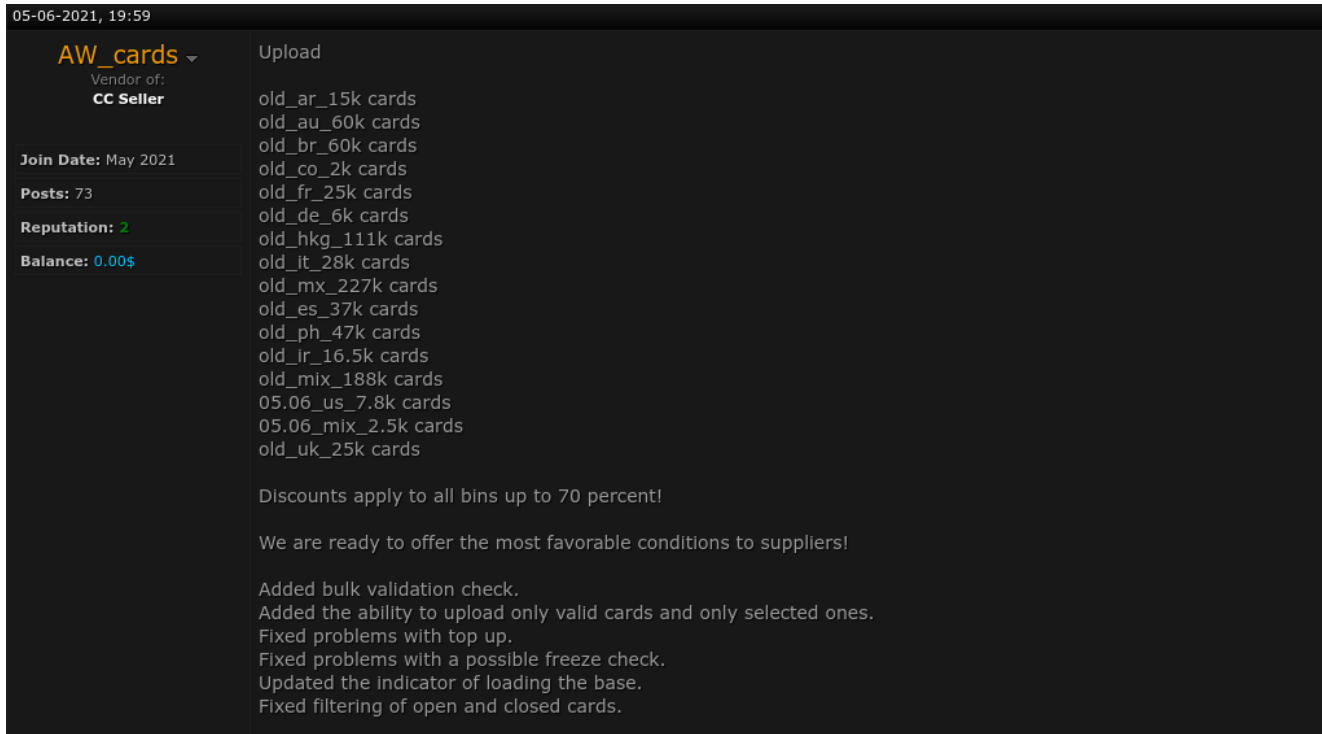 05-06-2021, 19:59
AW_cards
Vendor of:
CC Seller
Join Date: May 2021
Posts: 73
Reputation: 2
Balance: 0.00$
Upload
old_ar_15k cards
old_au_60k cards
old_br_60k cards
old_co_2k cards
old_fr_25k cards
old_de_6k cards
old_hkg_111k cards
old_it_28k cards
old_mx_227k cards
old_es_37k cards
old_ph_47k cards
old_ir_16.5k cards
old_mix_188k cards
05.06_us_7.8k cards
05.06_mix_2.5k cards
old_uk_25k cards
Discounts apply to all bins up to 70 percent!
We are ready to offer the most favorable conditions to suppliers!
Added bulk validation check.
Added the ability to upload only valid cards and only selected ones.
Fixed problems with top up.
Fixed problems with a possible freeze check.
Updated the indicator of loading the base.
Fixed filtering of open and closed cards.